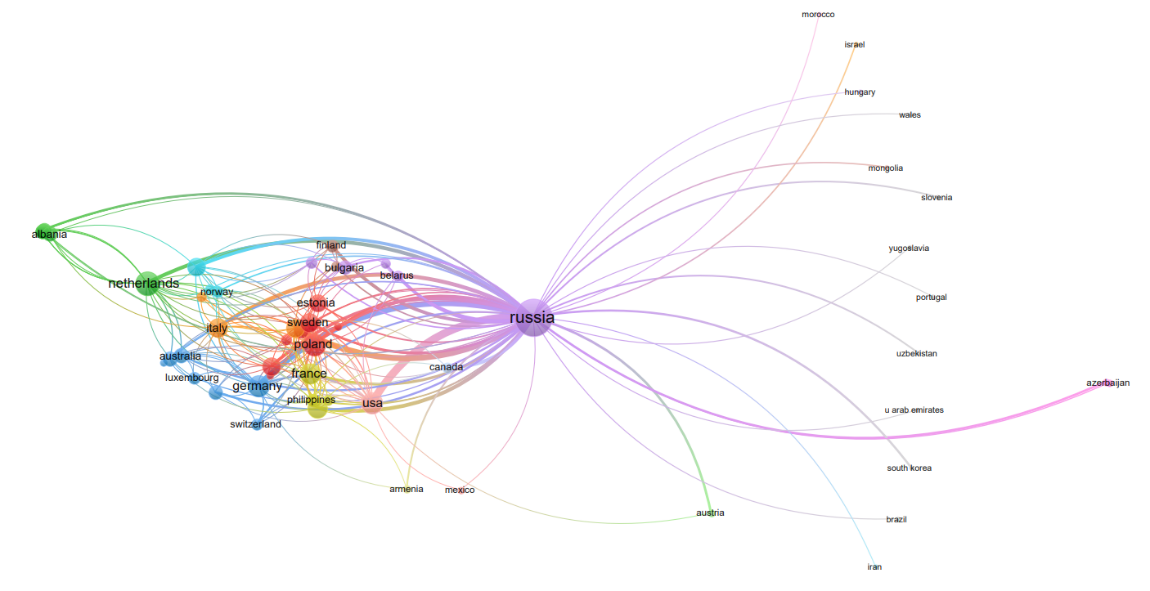 morocco
israel
hungary
wales
mongolia
slovenia
albania
finland
yugoslavia
bulgaria
belarus
netherlands
norway
portugal
estonia
russia
sweden
italy
poland
uzbekistan
australia
canada
france
luxembourg
azerbaijan
germany
philippines
usa
u arab emirates
switzerland
south korea
armenia
mexico
austria
brazil
iran